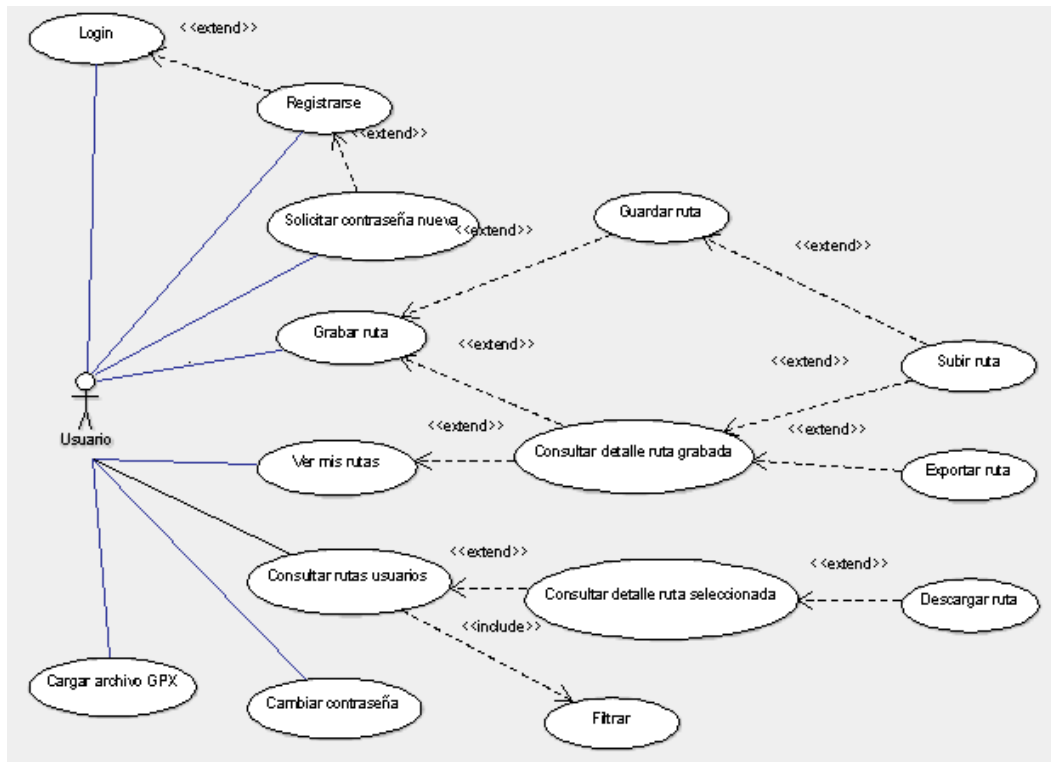 Login
<<extend>>
Registrarse
<<extend>>
Solicitar contraseña nueva
<<extend>>
Guardar ruta
<<extend>>
Grabar ruta
<<extend>>
<<extend>>
Subir ruta
Usuario
<<extend>>
<<extend>>
Ver mis rutas
Consultar detalle ruta grabada
Exportar ruta
<<extend>>
<<extend>>
Consultar rutas usuarios
Consultar detalle ruta seleccionada
Descargar ruta
<<include>>
Cargar archivo GPX
Cambiar contraseña
Filtrar